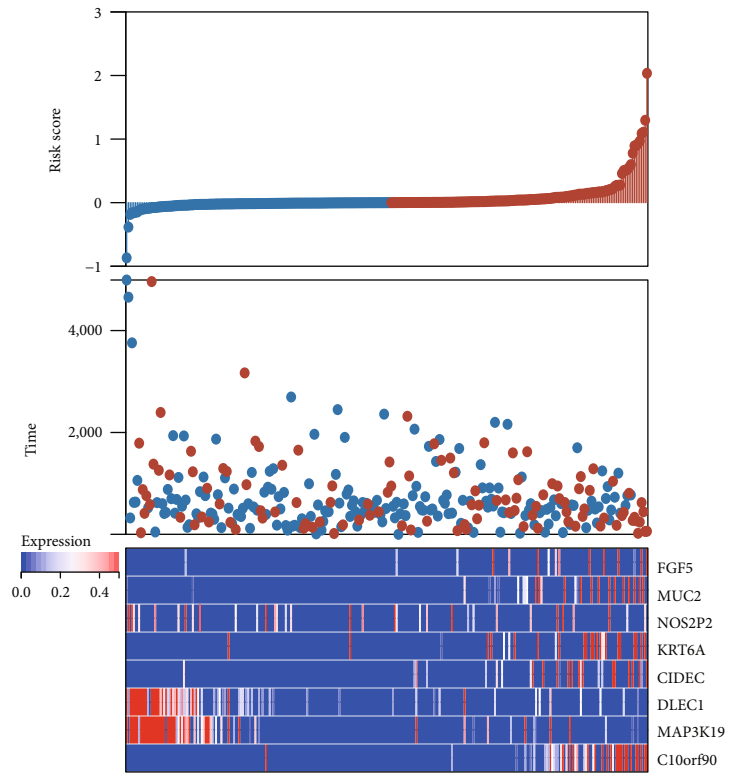 3
2
1
0
−1
Risk score
4,000
2,000
Time
Expression
0.0 0.2 0.4
FGF5
MUC2
NOS2P2
KRT6A
CIDEC
DLEC1
MAP3K19
C10orf90